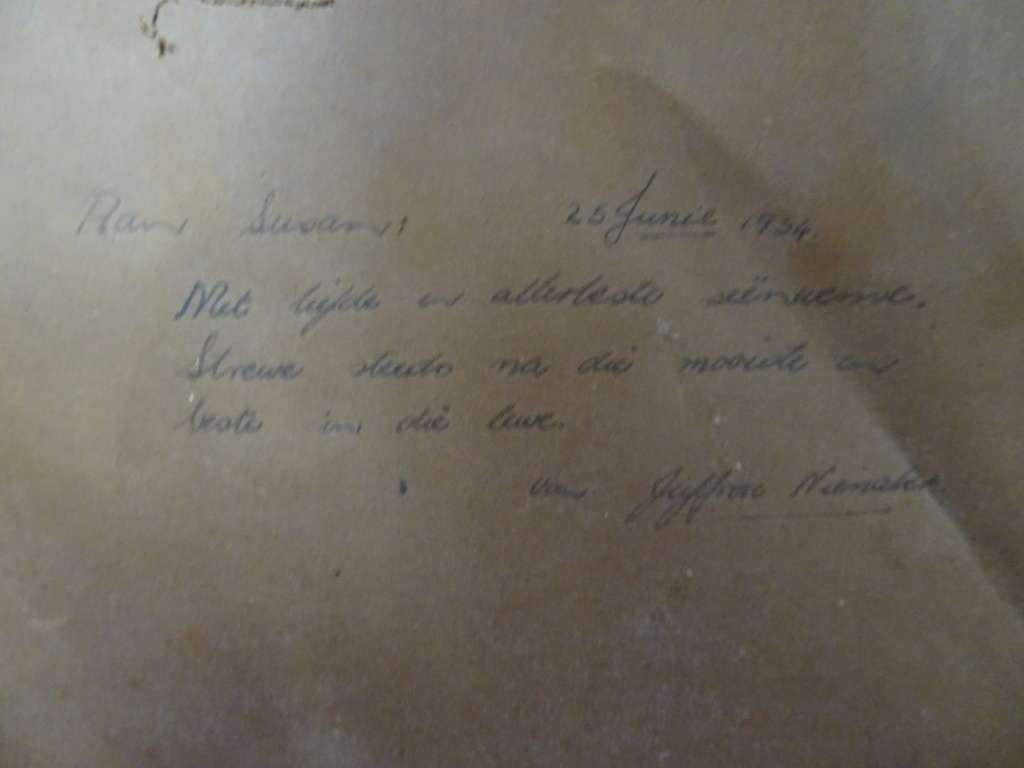 Susan: 25 Junie 1934.
Met liefde en allerbeste seënwense.
Strewe steeds na die mooiste en
beste in die lewe.
van Juffrou